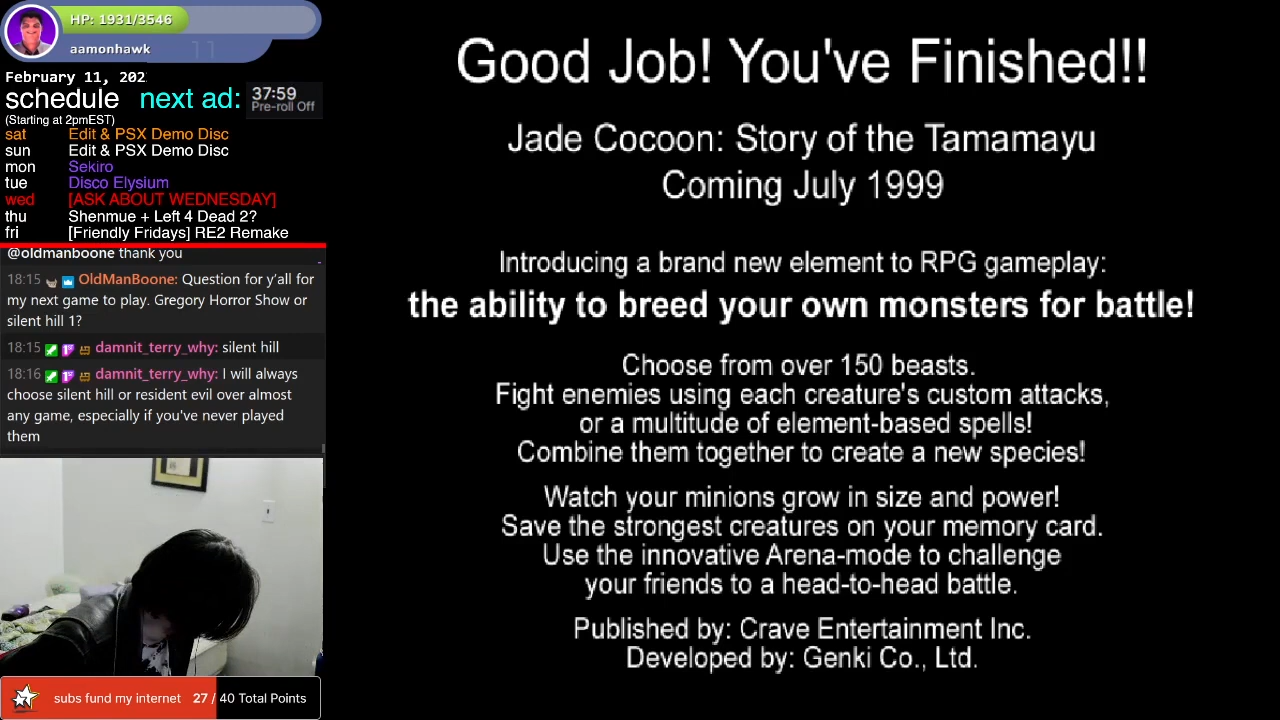 HP: 1931/3546
aamonhawk
11
February 11, 202
schedule next ad: 37:59
Pre-roll Off
(Starting at 2pmEST)
sat Edit & PSX Demo Disc
sun Edit & PSX Demo Disc
mon Sekiro
tue Disco Elysium
wed [ASK ABOUT WEDNESDAY]
thu Shenmue + Left 4 Dead 2?
fri [Friendly Fridays] RE2 Remake
@oldmanboone thank you
18:15 OldManBoone: Question for y'all for
my next game to play. Gregory Horror Show or
silent hill 1?
18:15 damnit_terry_why: silent hill
18:16 damnit_terry_why: I will always
choose silent hill or resident evil over almost
any game, especially if you've never played
them
subs fund my internet 27 / 40 Total Points
Good Job! You've Finished!!
Jade Cocoon: Story of the Tamamayu
Coming July 1999
Introducing a brand new element to RPG gameplay:
the ability to breed your own monsters for battle!
Choose from over 150 beasts.
Fight enemies using each creature's custom attacks,
or a multitude of element-based spells!
Combine them together to create a new species!
Watch your minions grow in size and power!
Save the strongest creatures on your memory card.
Use the innovative Arena-mode to challenge
your friends to a head-to-head battle.
Published by: Crave Entertainment Inc.
Developed by: Genki Co., Ltd.